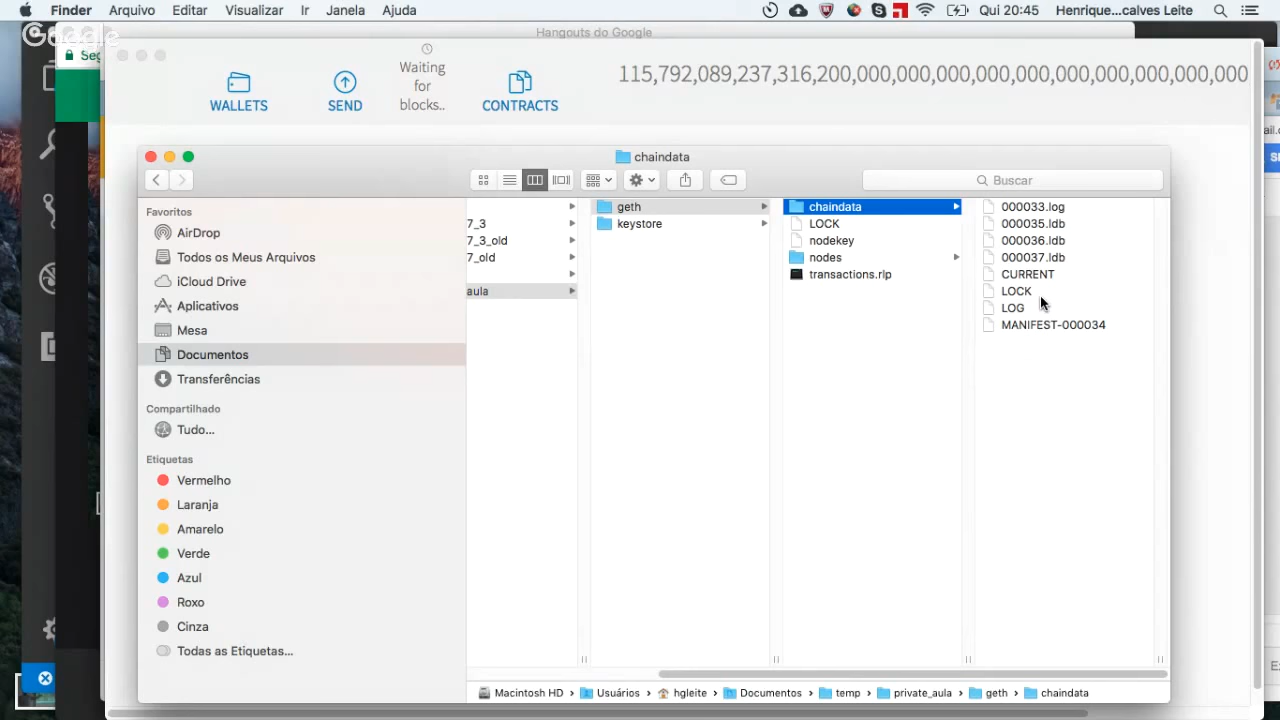 Finder Arquivo Editar Visualizar Ir Janela Ajuda Qui 20:45 Henrique...calves Leite
Google
Hangouts do Google
Seg
WALLETS
SEND
Waiting
for
blocks..
CONTRACTS
115,792,089,237,316,200,000,000,000,000,000,000,000,000,000,000
chaindata
Buscar
Favoritos
AirDrop
Todos os Meus Arquivos
iCloud Drive
Aplicativos
Mesa
Documentos
Transferências
Compartilhado
Tudo...
Etiquetas
Vermelho
Laranja
Amarelo
Verde
Azul
Roxo
Cinza
Todas as Etiquetas...
7_3
7_3_old
7_old
aula
geth
keystore
chaindata
LOCK
nodekey
nodes
transactions.rlp
000033.log
000035.ldb
000036.ldb
000037.ldb
CURRENT
LOCK
LOG
MANIFEST-000034
Macintosh HD Usuários hgleite Documentos temp private_aula geth chaindata